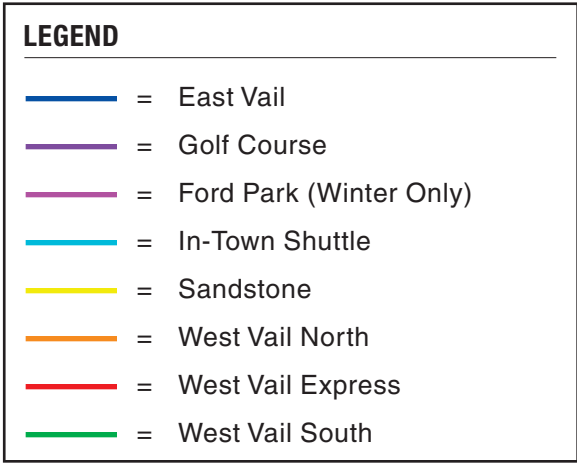 LEGEND
= East Vail
= Golf Course
= Ford Park (Winter Only)
= In-Town Shuttle
= Sandstone
= West Vail North
= West Vail Express
= West Vail South